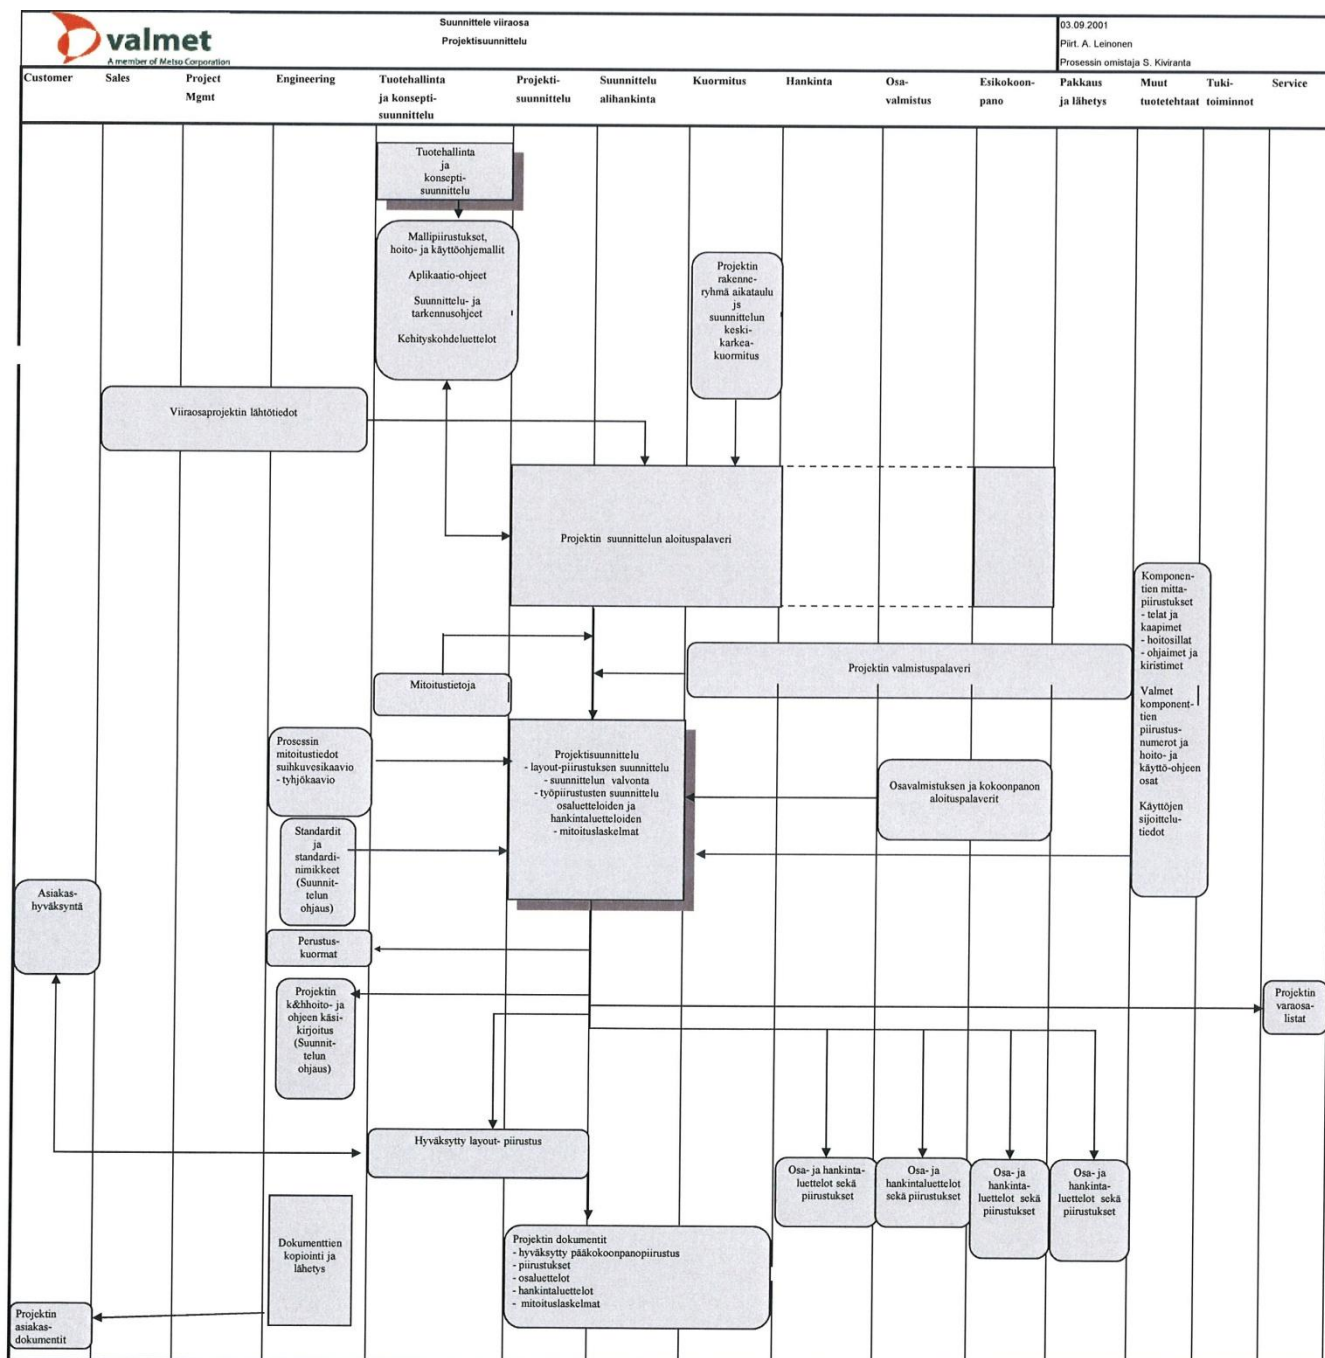 valmet
A member of Metso Corporation
Suunnittele viiraosa
Projektisuunnittelu
03.09.2001
Piirt. A. Leinonen
Prosessin omistaja S. Kiviranta
Customer
Sales
Project
Mgmt
Engineering
Tuotehallinta
ja konsepti-
suunnittelu
Projekti-
suunnittelu
Suunnittelu
alihankinta
Kuormitus
Hankinta
Osa-
valmistus
Esikokoon-
pano
Pakkaus
ja lähetys
Muut
tuotetehtaat
Tuki-
toiminnot
Service
Tuotehallinta
ja
konsepti-
suunnittelu
Mallipiirustukset,
hoito- ja käyttöohjemallit
Aplikaatio-ohjeet
Suunnittelu- ja
tarkennusohjeet
Kehityskohdeluettelot
Projektin
rakenne-
ryhmä aikataulu
js
suunnittelun
keski-
karkea-
kuormitus
Viiraosaprojektin lähtötiedot
Projektin suunnittelun aloituspalaveri
Komponen-
tien mitta-
piirustukset
- telat ja
kaapimet
- hoitosillat
- ohjaimet ja
kiristimet
Valmet
komponent-
tien
piirustus-
numerot ja
hoito- ja
käyttö-ohjeen
osat
Käyttöjen
sijoittelu-
tiedot
Projektin valmistuspalaveri
Mitoitustietoja
Prosessin
mitoitustiedot
suihkuvesikaavio
- tyhjökaavio
Projektisuunnittelu
- layout-piirustuksen suunnittelu
- suunnittelun valvonta
- työpiirustusten suunnittelu
osaluetteloiden ja
hankintaluetteloiden
- mitoituslaskelmat
Osavalmistuksen ja kokoonpanon
aloituspalaverit
Standardit
ja
standardi-
nimikkeet
(Suunnit-
telun
ohjaus)
Asiakas-
hyväksyntä
Perustus-
kuormat
Projektin
k&hhoito- ja
ohjeen käsi-
kirjoitus
(Suunnit-
telun
ohjaus)
Projektin
varaosa-
listat
Hyväksytty layout- piirustus
Osa- ja hankinta-
luettelot sekä
piirustukset
Osa- ja
hankintaluettelot
sekä piirustukset
Osa- ja
hankinta-
luettelot sekä
piirustukset
Osa- ja
hankinta-
luettelot sekä
piirustukset
Dokumenttien
kopiointi ja
lähetys
Projektin dokumentit
- hyväksytty pääkokoonpanopiirustus
- piirustukset
- osaluettelot
- hankintaluettelot
- mitoituslaskelmat
Projektin
asiakas-
dokumentit